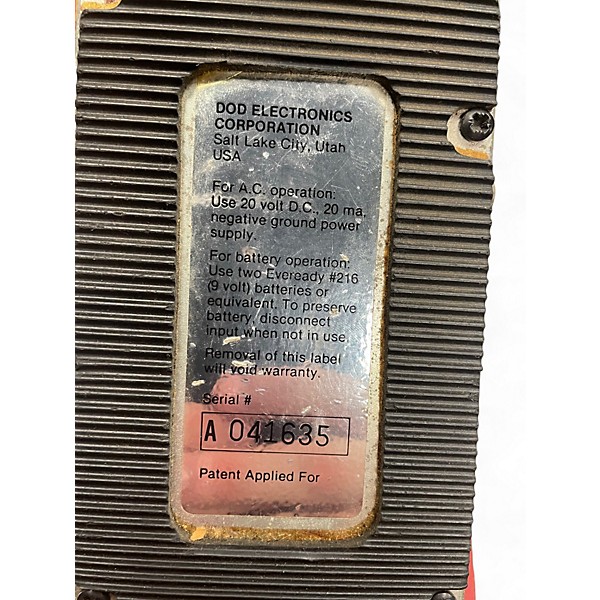 DOD ELECTRONICS
CORPORATION
Salt Lake City, Utah
USA
For A.C. operation:
Use 20 volt D.C., 20 ma,
negative ground power
supply.
For battery operation:
Use two Eveready #216
(9 volt) batteries or
equivalent. To preserve
battery, disconnect
input when not in use.
Removal of this label
will void warranty.
Serial #
A 041635
Patent Applied For